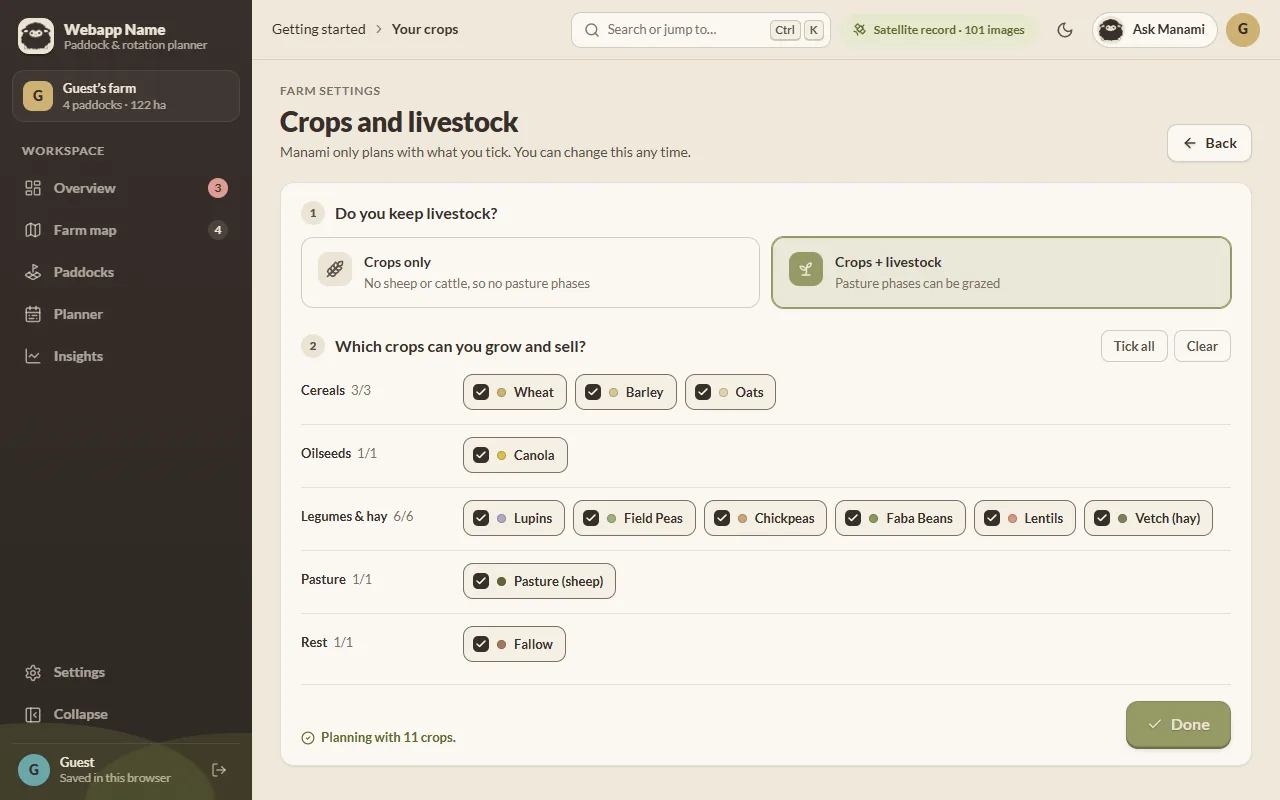 Webapp Name
Paddock & rotation planner
G
Guest's farm
4 paddocks · 122 ha
WORKSPACE
Overview
3
Farm map
4
Paddocks
Planner
Insights
Settings
Collapse
G
Guest
Saved in this browser
Getting started > Your crops
Search or jump to...
Ctrl K
Satellite record · 101 images
Ask Manami
G
FARM SETTINGS
Crops and livestock
Manami only plans with what you tick. You can change this any time.
Back
1 Do you keep livestock?
Crops only
No sheep or cattle, so no pasture phases
Crops + livestock
Pasture phases can be grazed
2 Which crops can you grow and sell?
Tick all
Clear
Cereals 3/3
Wheat
Barley
Oats
Oilseeds 1/1
Canola
Legumes & hay 6/6
Lupins
Field Peas
Chickpeas
Faba Beans
Lentils
Vetch (hay)
Pasture 1/1
Pasture (sheep)
Rest 1/1
Fallow
Planning with 11 crops.
Done